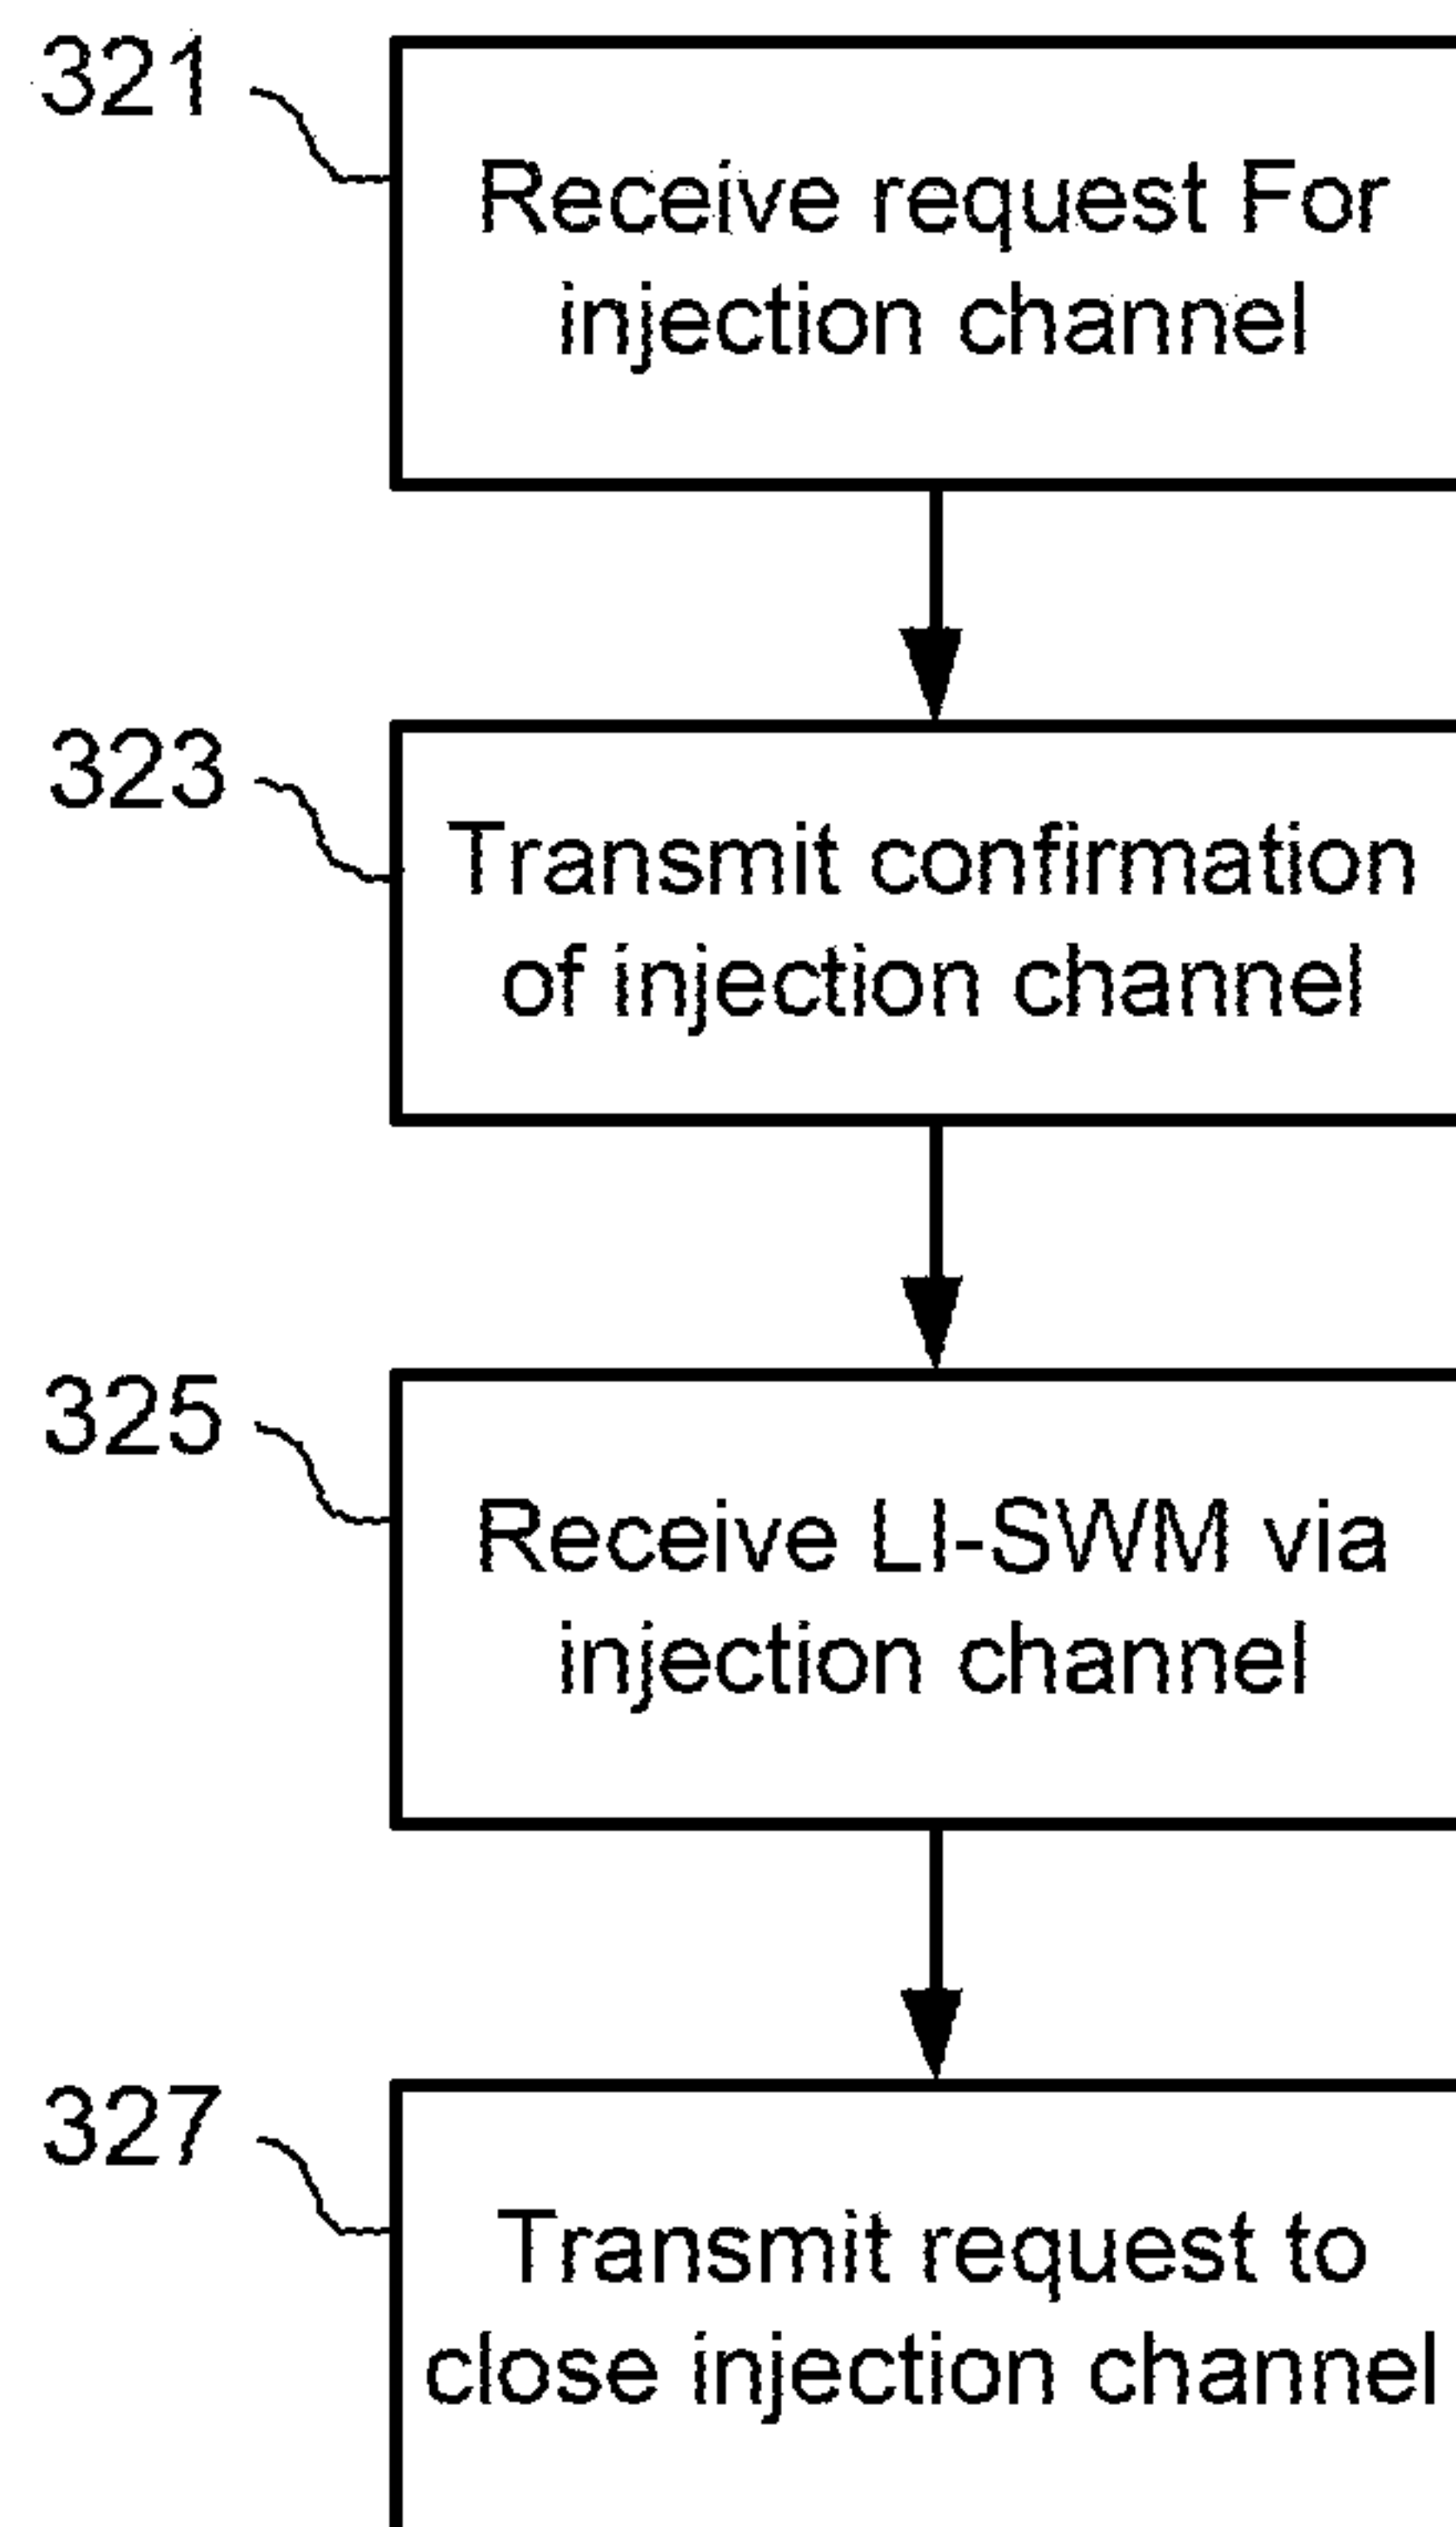 321
Receive request For
injection channel
323
Transmit confirmation
of injection channel
325
Receive LI-SWM via
injection channel
327
Transmit request to
close injection channel